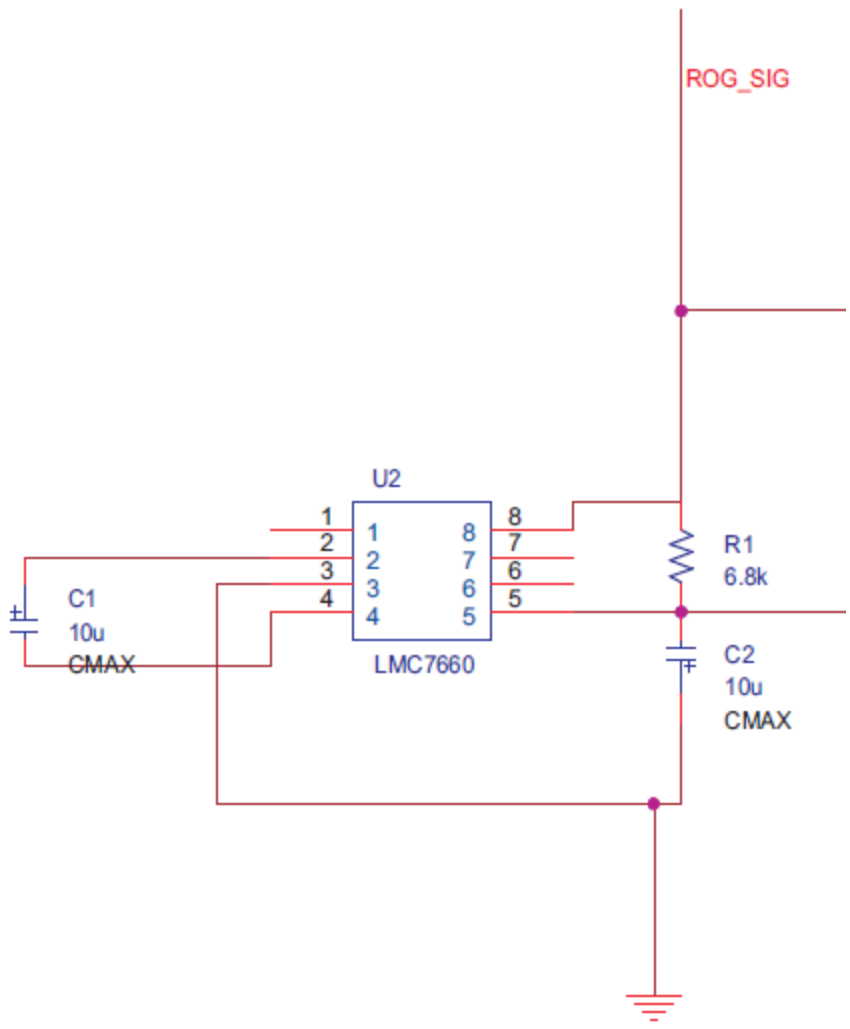 ROG_SIG
U2
1 1 8 8
2 2 7 7
3 3 6 6
4 4 5 5
LMC7660
C1
10u
CMAX
R1
6.8k
C2
10u
CMAX